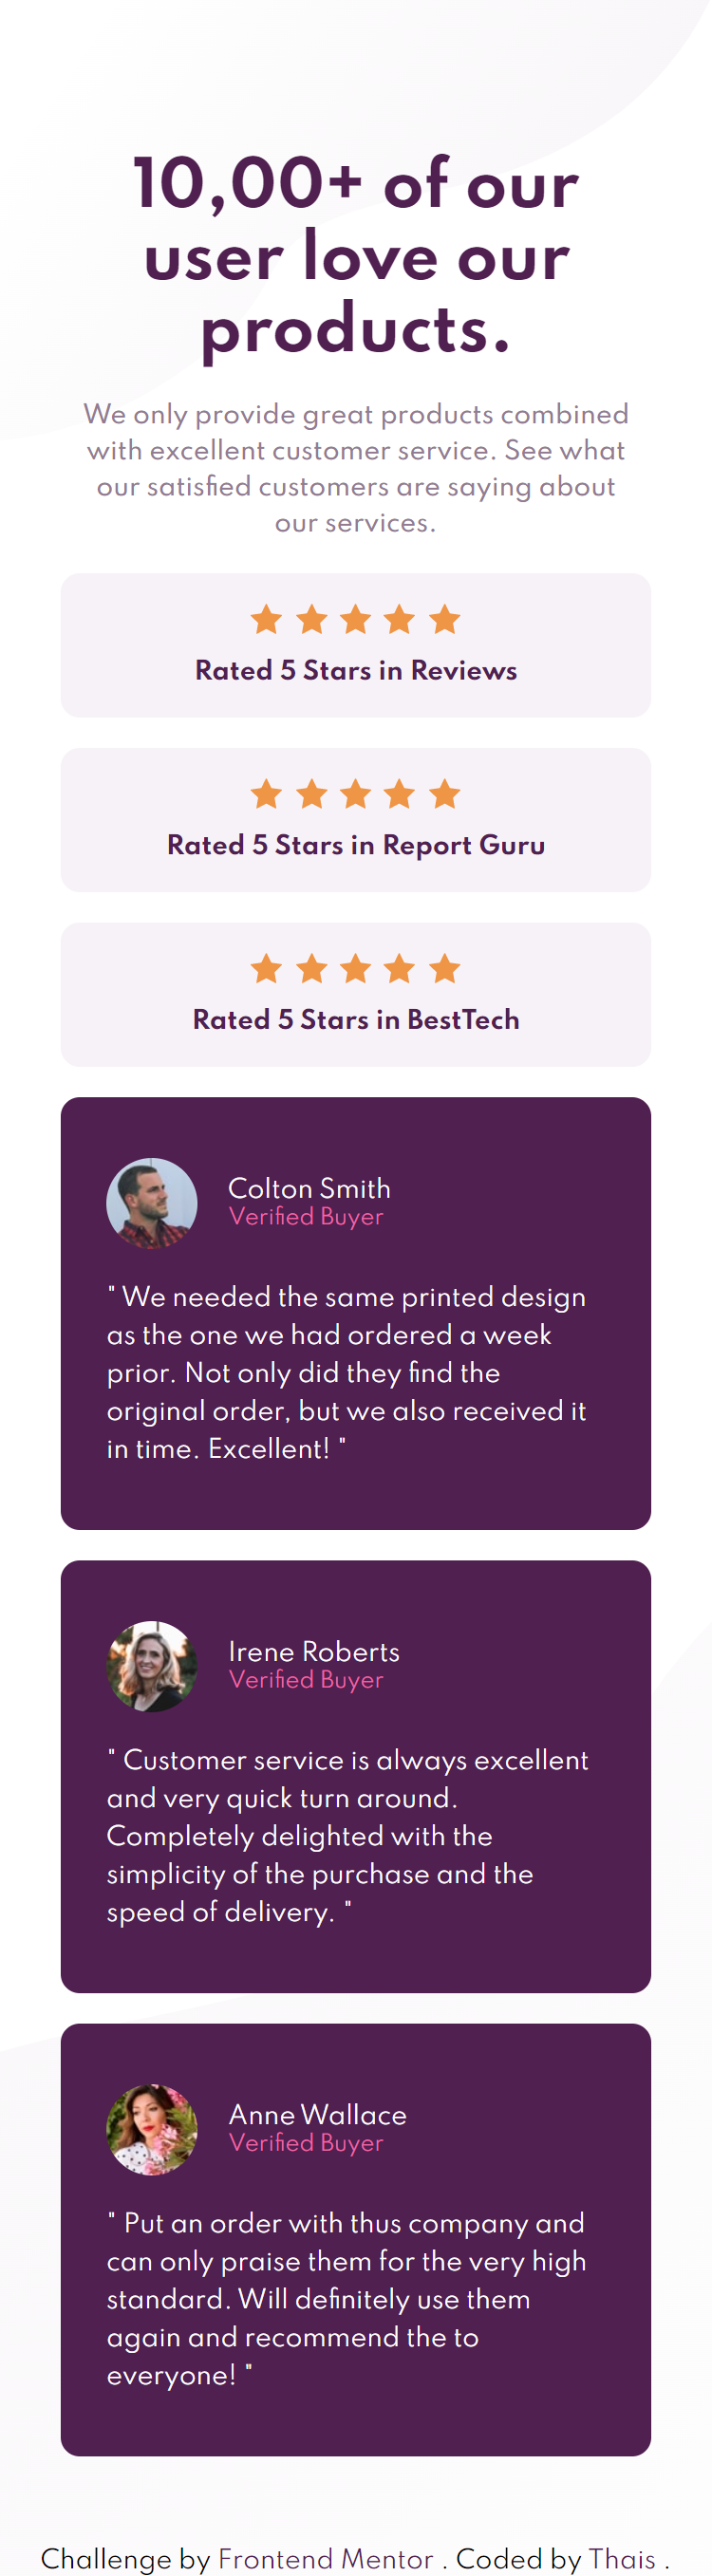 10,00+ of our
user love our
products.
We only provide great products combined
with excellent customer service. See what
our satisfied customers are saying about
our services.
Rated 5 Stars in Reviews
Rated 5 Stars in Report Guru
Rated 5 Stars in BestTech
Colton Smith
Verified Buyer
" We needed the same printed design
as the one we had ordered a week
prior. Not only did they find the
original order, but we also received it
in time. Excellent! "
Irene Roberts
Verified Buyer
" Customer service is always excellent
and very quick turn around.
Completely delighted with the
simplicity of the purchase and the
speed of delivery. "
Anne Wallace
Verified Buyer
" Put an order with thus company and
can only praise them for the very high
standard. Will definitely use them
again and recommend the to
everyone! "
Challenge by Frontend Mentor . Coded by Thais .